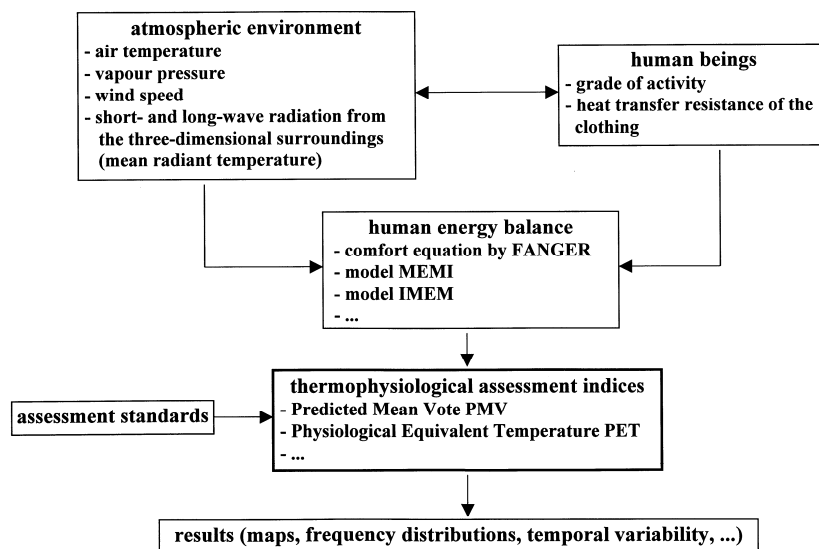 atmospheric environment
- air temperature
- vapour pressure
- wind speed
- short- and long-wave radiation from
the three-dimensional surroundings
(mean radiant temperature)
human beings
- grade of activity
- heat transfer resistance of the
clothing
human energy balance
- comfort equation by FANGER
- model MEMI
- model IMEM
- ...
thermophysiological assessment indices
- Predicted Mean Vote PMV
- Physiological Equivalent Temperature PET
- ...
assessment standards
results (maps, frequency distributions, temporal variability, ...)